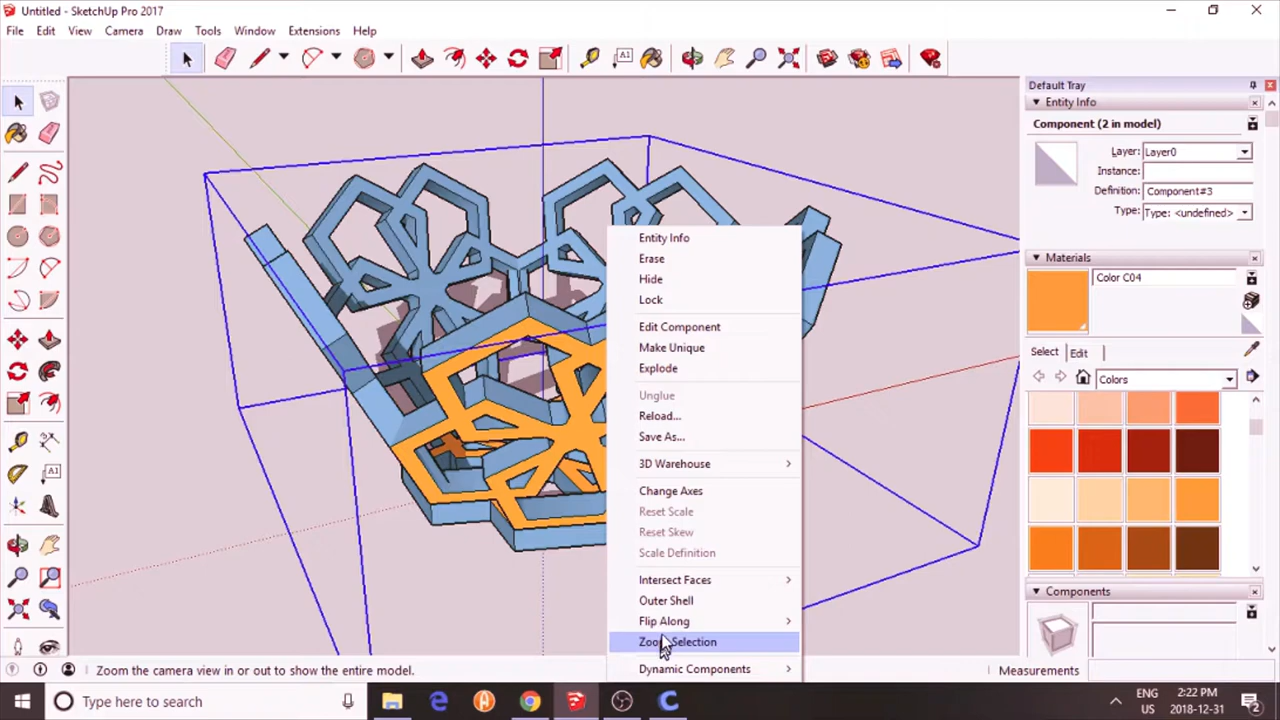 Untitled - SketchUp Pro 2017
File Edit View Camera Draw Tools Window Extensions Help
A1
Default Tray
Entity Info
Component (2 in model)
Layer: Layer0
Instance:
Definition: Component#3
Type: Type: <undefined>
Materials
Color C04
Select Edit
Colors
Components
Entity Info
Erase
Hide
Lock
Edit Component
Make Unique
Explode
Unglue
Reload...
Save As...
3D Warehouse
Change Axes
Reset Scale
Reset Skew
Scale Definition
Intersect Faces
Outer Shell
Flip Along
Zoom Selection
Dynamic Components
A1
Zoom the camera view in or out to show the entire model.
Measurements
Type here to search
ENG
US
2:22 PM
2018-12-31
2